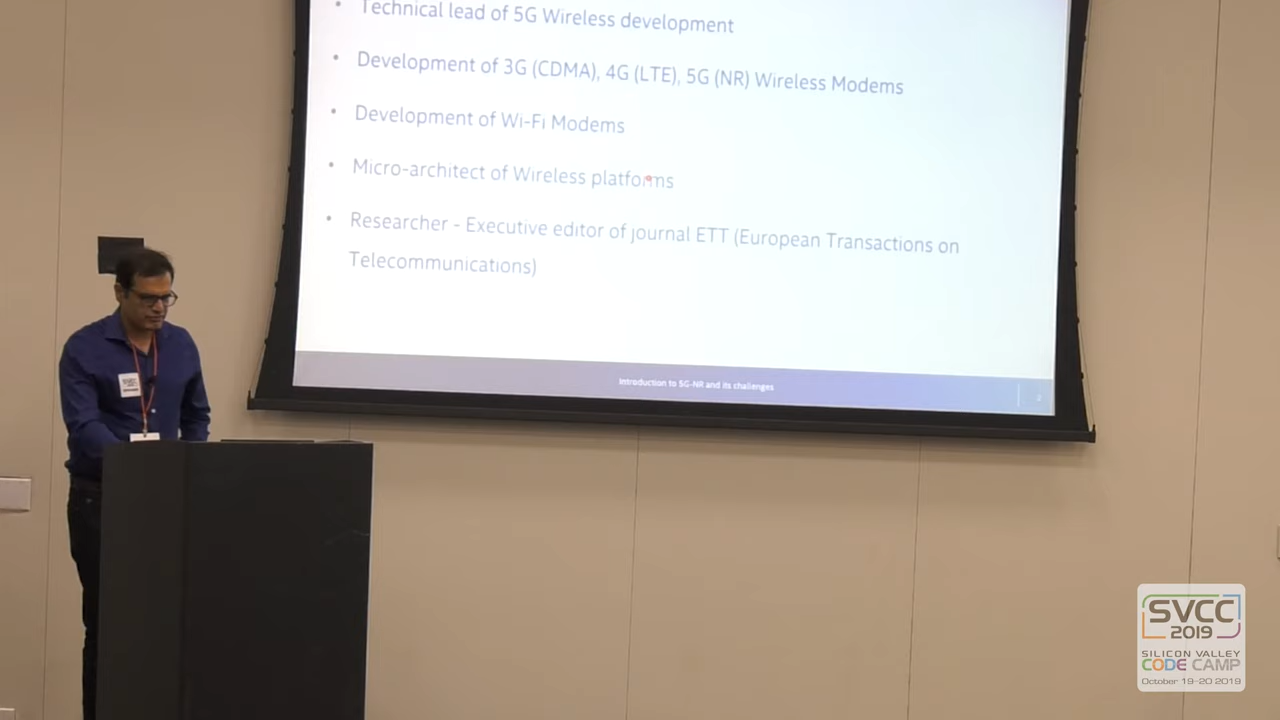 • Technical lead of 5G Wireless development
• Development of 3G (CDMA), 4G (LTE), 5G (NR) Wireless Modems
• Development of Wi-Fi Modems
• Micro-architect of Wireless platforms
• Researcher - Executive editor of journal ETT (European Transactions on
Telecommunications)
Introduction to 5G-NR and its challenges
2
SVCC
SVCC
2019
SILICON VALLEY
CODE CAMP
October 19-20 2019